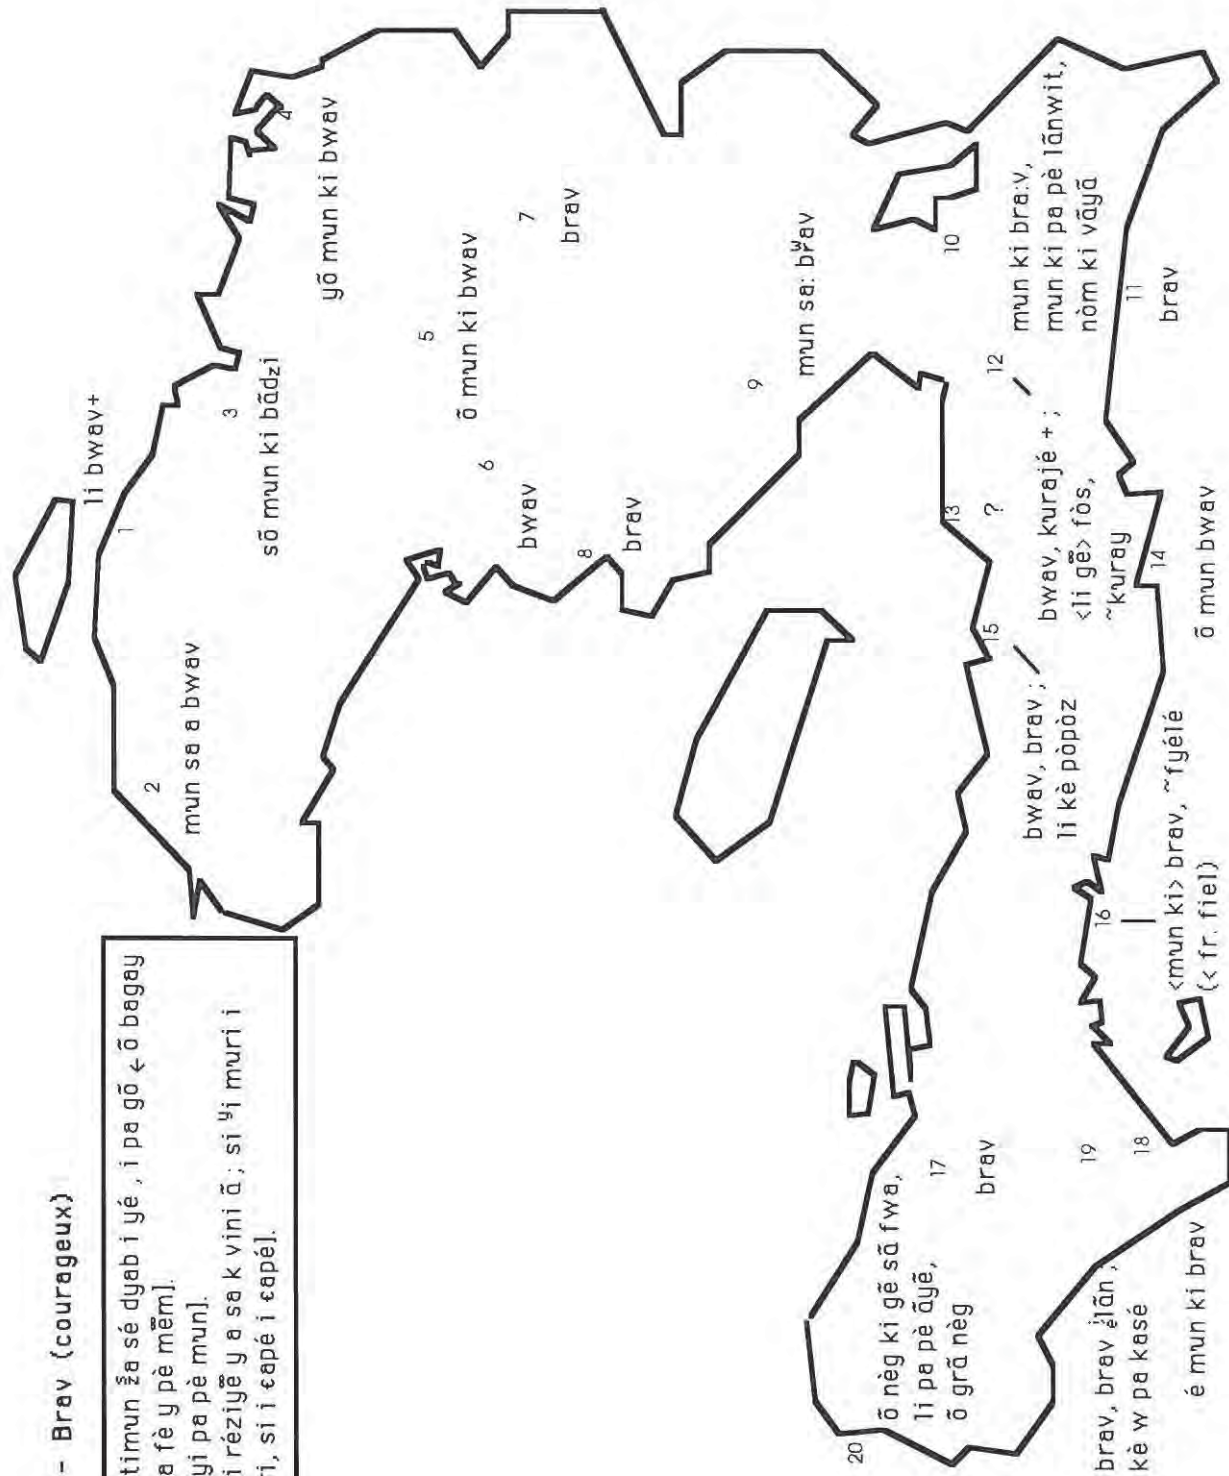 - Brav (courageux)
timun ža sé dyab i yé , i pa gõ ɛ õ bagay
a fè y pè mẽm].
yi pa pè mun].
i réziyẽ y a sa k vini ã ; si ʸi muri i
ri, si i ɛapé i ɛapé].
li bwav+
1
2
mun sa a bwav
3
sõ mun ki bãdzi
4
yõ mun ki bwav
5
õ mun ki bwav
6
bwav
7
brav
8
brav
9
mun sa: brʷav
10
mun ki bra:v,
mun ki pa pè lãnwit,
nòm ki vãyã
11
brav
12
bwav, kurajé + ;
<li gẽ> fòs,
~kuray
13
?
14
õ mun bwav
15
bwav, brav ;
li kè pòpòz
16
<mun ki> brav, ~fyélé
(< fr. fiel)
17
brav
18
é mun ki brav
19
brav, brav élãn ,
kè w pa kasé
20
õ nèg ki gẽ sã fwa,
li pa pè ãyẽ,
õ grã nèg